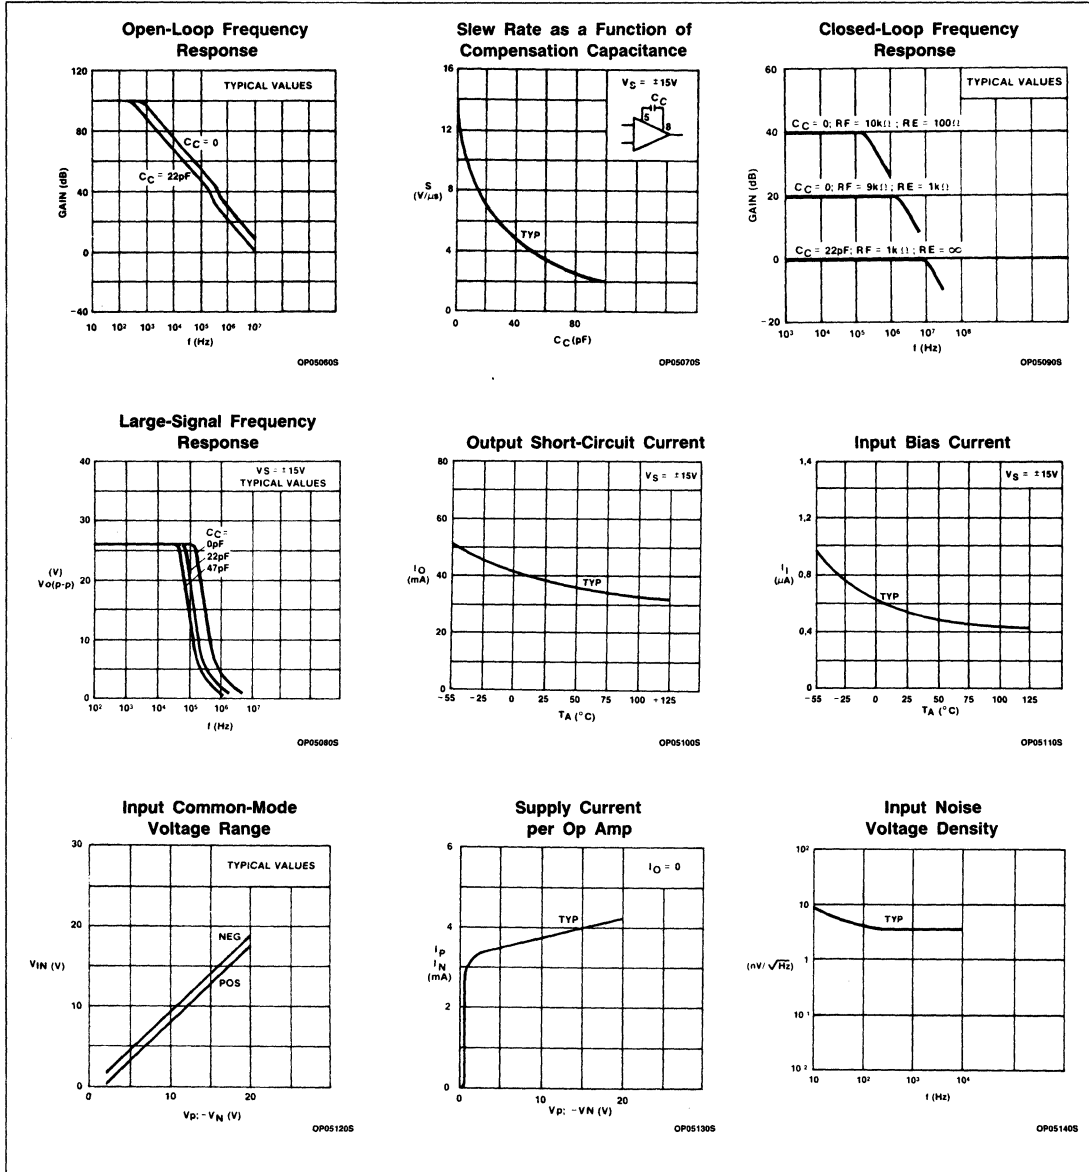 Open-Loop Frequency
Response
120
80
40
0
-40
GAIN (dB)
TYPICAL VALUES
CC = 0
CC = 22pF
10 10² 10³ 10⁴ 10⁵ 10⁶ 10⁷
f (Hz)
OP05060S
Slew Rate as a Function of
Compensation Capacitance
16
12
8
4
0
S
(V/µs)
VS = ±15V
CC
5
8
TYP
0 40 80
CC (pF)
OP05070S
Closed-Loop Frequency
Response
60
40
20
0
-20
GAIN (dB)
TYPICAL VALUES
CC = 0; RF = 10kΩ; RE = 100Ω
CC = 0; RF = 9kΩ; RE = 1kΩ
CC = 22pF; RF = 1kΩ; RE = ∞
10³ 10⁴ 10⁵ 10⁶ 10⁷ 10⁸
f (Hz)
OP05090S
Large-Signal Frequency
Response
40
30
20
10
0
(V)
Vo(p-p)
VS = ±15V
TYPICAL VALUES
CC =
0pF
22pF
47pF
10² 10³ 10⁴ 10⁵ 10⁶ 10⁷
f (Hz)
OP05080S
Output Short-Circuit Current
80
60
40
20
0
IO
(mA)
VS = ±15V
TYP
-55 -25 0 25 50 75 100 +125
TA (°C)
OP05100S
Input Bias Current
1,4
1,2
0,8
0,4
0
II
(µA)
VS = ±15V
TYP
-55 -25 0 25 50 75 100 +125
TA (°C)
OP05110S
Input Common-Mode
Voltage Range
30
20
10
0
VIN (V)
TYPICAL VALUES
NEG
POS
0 10 20
Vp; -VN (V)
OP05120S
Supply Current
per Op Amp
6
4
2
0
IP
IN
(mA)
IO = 0
TYP
0 10 20
Vp; -VN (V)
OP05130S
Input Noise
Voltage Density
10²
10
1
10⁻¹
10⁻²
(nV/√Hz)
TYP
10 10² 10³ 10⁴
f (Hz)
OP05140S